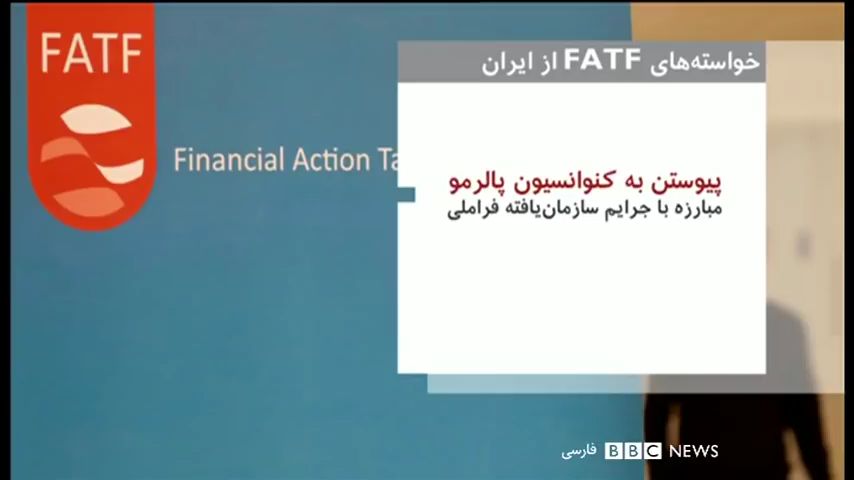 FATF
Financial Action Ta
خواسته‌های FATF از ایران
پیوستن به کنوانسیون پالرمو
مبارزه با جرایم سازمان‌یافته فراملی
BBC NEWS فارسی